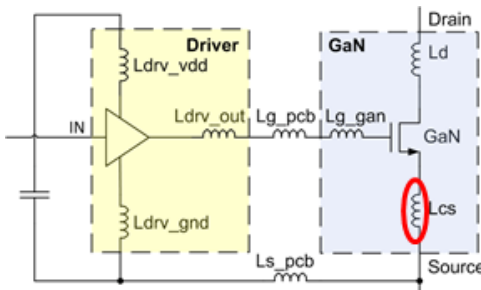 Drain
Driver
GaN
Ld
Ldrv_vdd
Ldrv_out
Lg_pcb
Lg_gan
IN
GaN
Lcs
Ldrv_gnd
Ls_pcb
Source